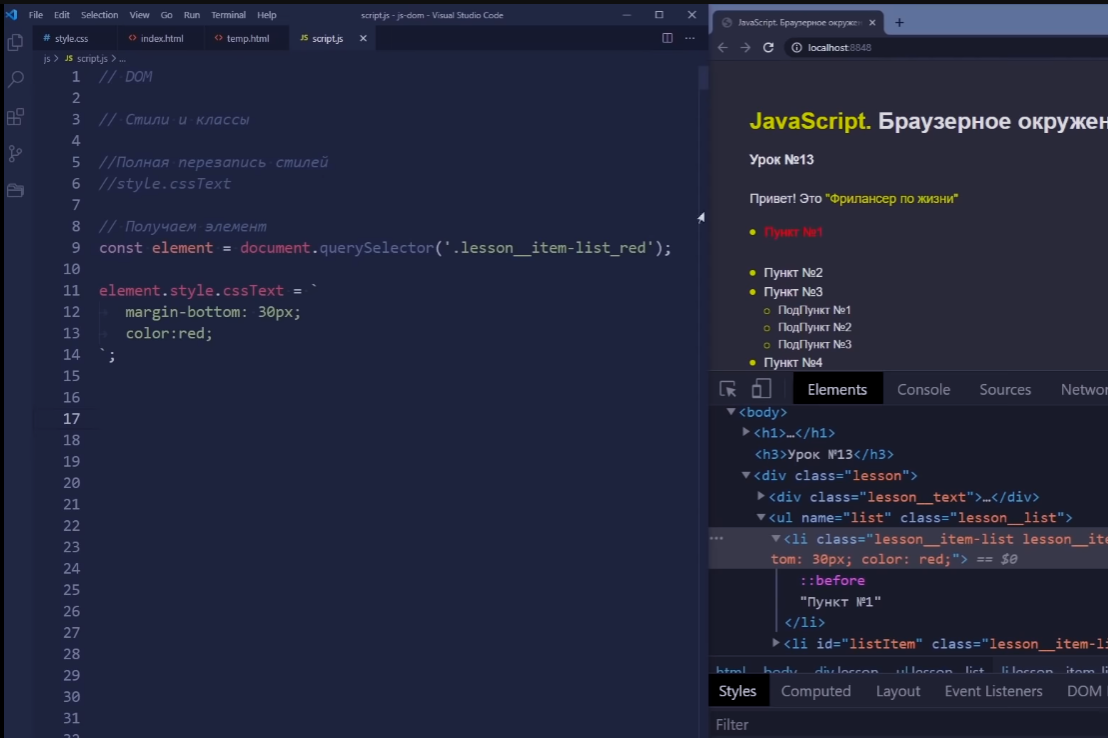 File Edit Selection View Go Run Terminal Help script.js - js-dom - Visual Studio Code
# style.css <> index.html <> temp.html JS script.js ×
js > JS script.js > ...
1 // DOM
2
3 // Стили и классы
4
5 //Полная перезапись стилей
6 //style.cssText
7
8 // Получаем элемент
9 const element = document.querySelector('.lesson__item-list_red');
10
11 element.style.cssText = `
12 margin-bottom: 30px;
13 color:red;
14 `;
15
16
17
18
19
20
21
22
23
24
25
26
27
28
29
30
31
JavaScript. Браузерное окруже
localhost:8848
JavaScript. Браузерное окружен
Урок №13
Привет! Это "Фрилансер по жизни"
Пункт №1
Пункт №2
Пункт №3
ПодПункт №1
ПодПункт №2
ПодПункт №3
Пункт №4
Elements Console Sources Networ
<body>
<h1>…</h1>
<h3>Урок №13</h3>
<div class="lesson">
<div class="lesson__text">…</div>
<ul name="list" class="lesson__list">
<li class="lesson__item-list lesson__ite
tom: 30px; color: red;"> == $0
::before
"Пункт №1"
</li>
<li id="listItem" class="lesson__item-li
html body div.lesson ul.lesson__list li.lesson__item-li
Styles Computed Layout Event Listeners DOM
Filter